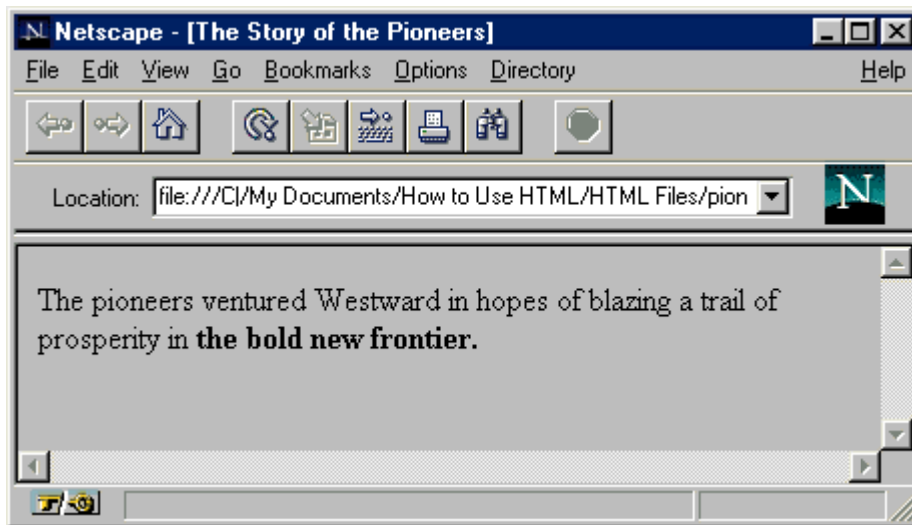 N Netscape - [The Story of the Pioneers]
File Edit View Go Bookmarks Options Directory Help
Location: file:///C|/My Documents/How to Use HTML/HTML Files/pion
N
The pioneers ventured Westward in hopes of blazing a trail of
prosperity in the bold new frontier.